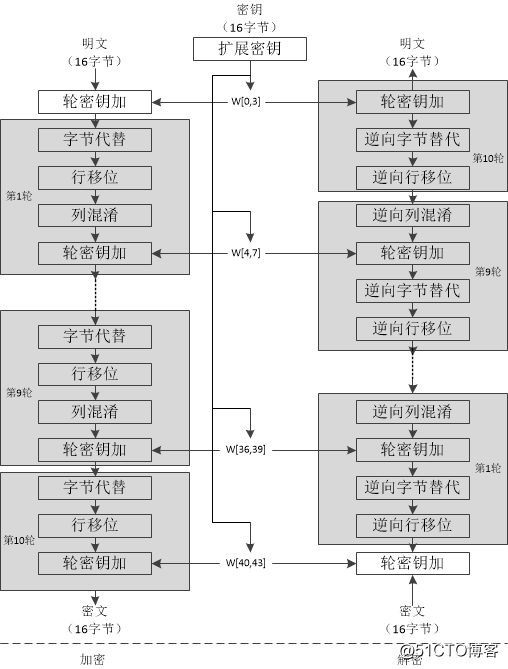 密钥
（16字节）
扩展密钥
明文
（16字节）
轮密钥加
字节代替
行移位
列混淆
轮密钥加
第1轮
字节代替
行移位
列混淆
轮密钥加
第9轮
字节代替
行移位
轮密钥加
第10轮
密文
（16字节）
加密
W[0,3]
W[4,7]
W[36,39]
W[40,43]
明文
（16字节）
轮密钥加
逆向字节替代
逆向行移位
第10轮
逆向列混淆
轮密钥加
逆向字节替代
逆向行移位
第9轮
逆向列混淆
轮密钥加
逆向字节替代
逆向行移位
第1轮
轮密钥加
密文
（16字节）
解密
@51CTO博客